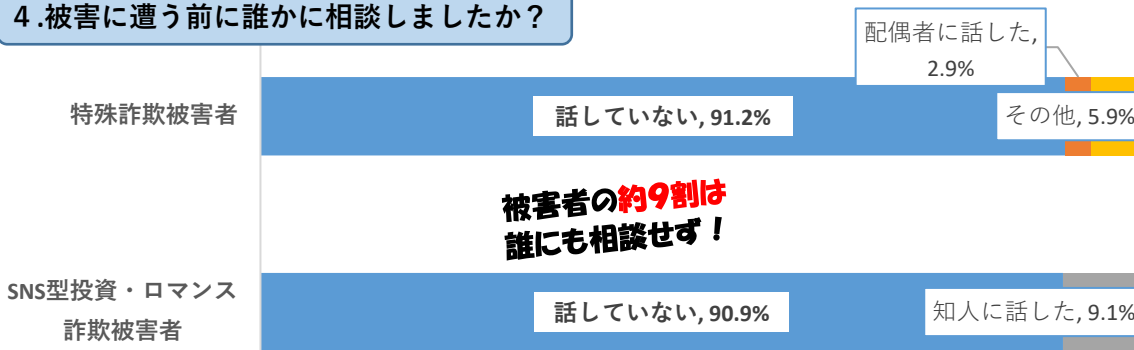 ４.被害に遭う前に誰かに相談しましたか？
配偶者に話した,
2.9%
特殊詐欺被害者
話していない, 91.2%
その他, 5.9%
被害者の約9割は
誰にも相談せず！
SNS型投資・ロマンス
詐欺被害者
話していない, 90.9%
知人に話した, 9.1%